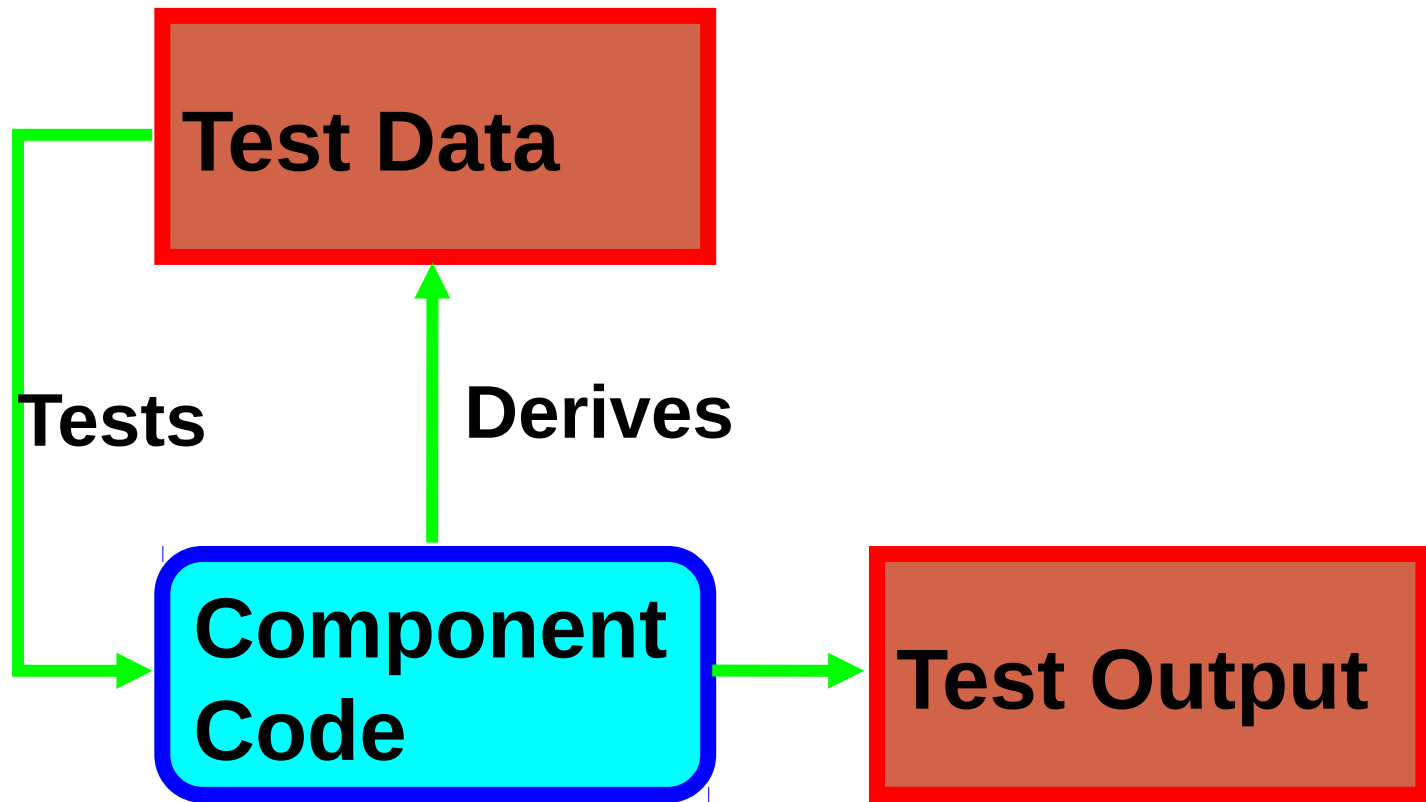 Test Data
Tests
Derives
Component
Code
Test Output